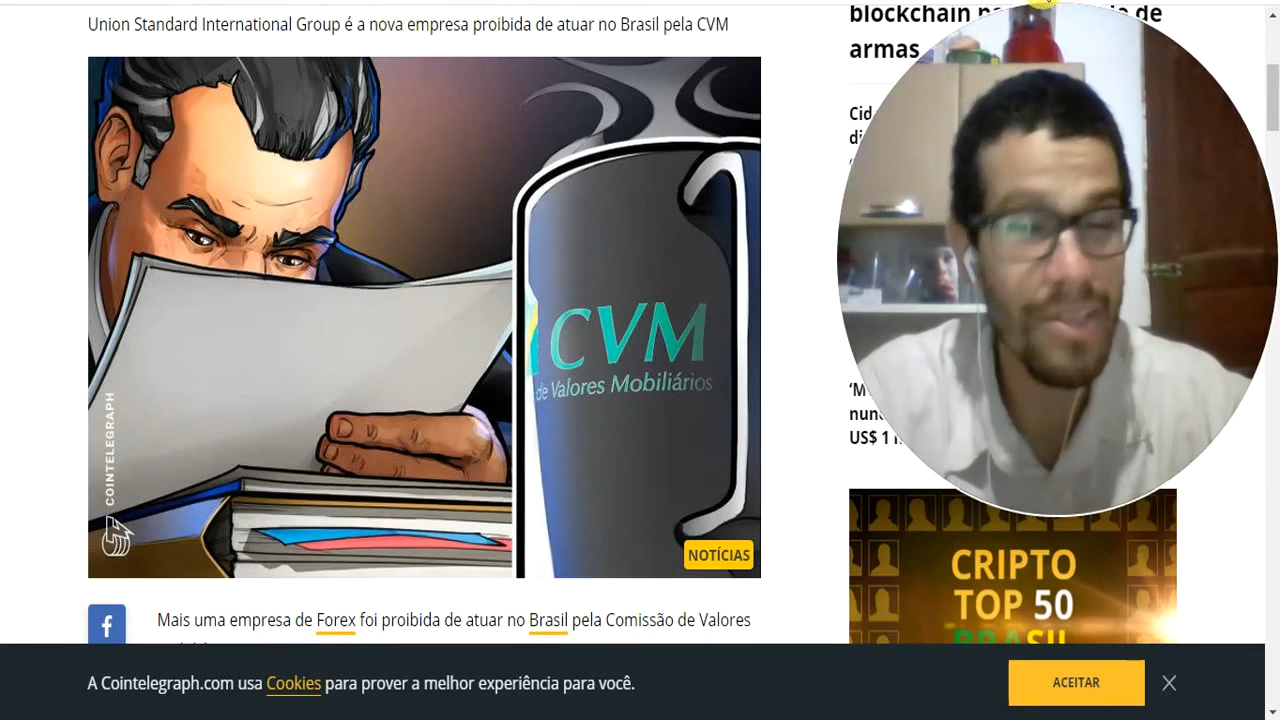 Union Standard International Group é a nova empresa proibida de atuar no Brasil pela CVM
COINTELEGRAPH
CVM
de Valores Mobiliários
NOTÍCIAS
Mais uma empresa de Forex foi proibida de atuar no Brasil pela Comissão de Valores
blockchain
de
armas
US$ 1
CRIPTO
TOP 50
BRASIL
A Cointelegraph.com usa Cookies para prover a melhor experiência para você.
ACEITAR